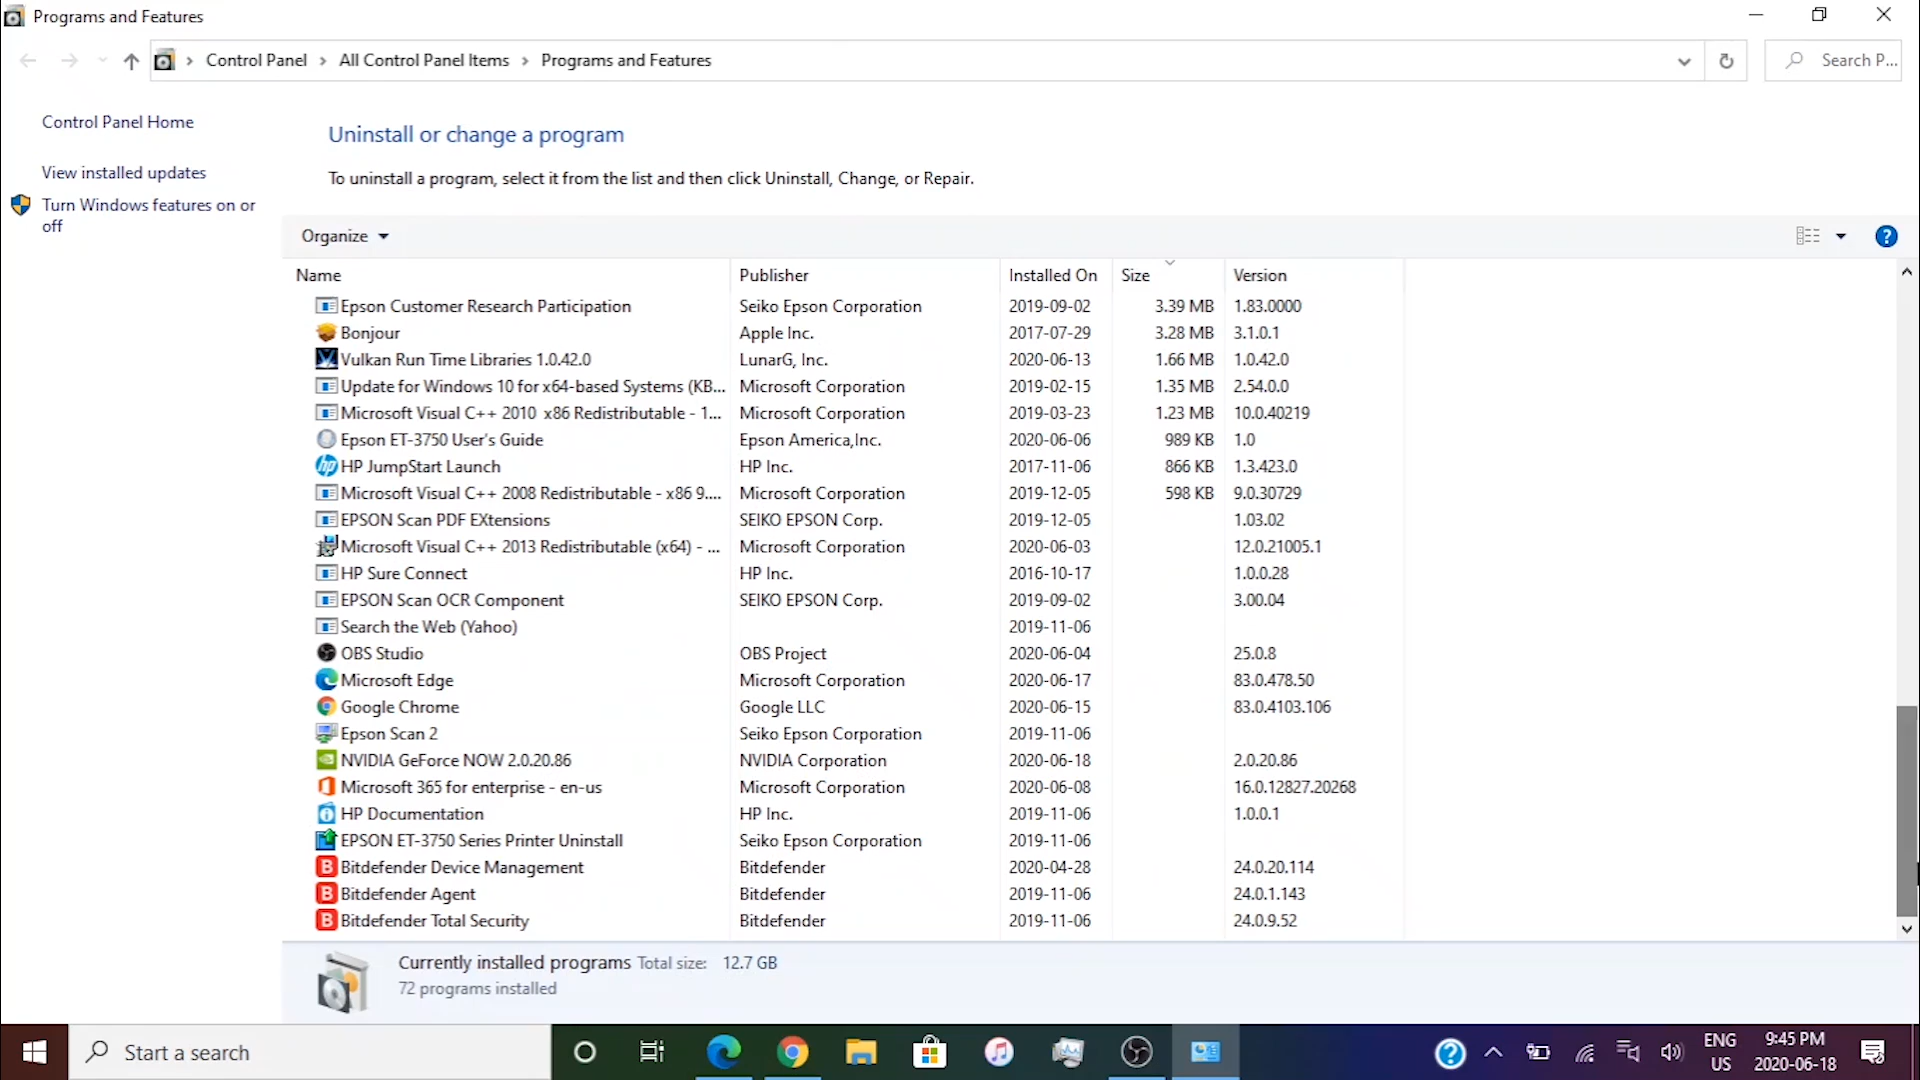 Programs and Features
Control Panel All Control Panel Items Programs and Features
Search P...
Control Panel Home
View installed updates
Turn Windows features on or
off
Uninstall or change a program
To uninstall a program, select it from the list and then click Uninstall, Change, or Repair.
Organize
Name Publisher Installed On Size Version
Epson Customer Research Participation Seiko Epson Corporation 2019-09-02 3.39 MB 1.83.0000
Bonjour Apple Inc. 2017-07-29 3.28 MB 3.1.0.1
Vulkan Run Time Libraries 1.0.42.0 LunarG, Inc. 2020-06-13 1.66 MB 1.0.42.0
Update for Windows 10 for x64-based Systems (KB... Microsoft Corporation 2019-02-15 1.35 MB 2.54.0.0
Microsoft Visual C++ 2010 x86 Redistributable - 1... Microsoft Corporation 2019-03-23 1.23 MB 10.0.40219
Epson ET-3750 User's Guide Epson America,Inc. 2020-06-06 989 KB 1.0
HP JumpStart Launch HP Inc. 2017-11-06 866 KB 1.3.423.0
Microsoft Visual C++ 2008 Redistributable - x86 9.... Microsoft Corporation 2019-12-05 598 KB 9.0.30729
EPSON Scan PDF EXtensions SEIKO EPSON Corp. 2019-12-05 1.03.02
Microsoft Visual C++ 2013 Redistributable (x64) - ... Microsoft Corporation 2020-06-03 12.0.21005.1
HP Sure Connect HP Inc. 2016-10-17 1.0.0.28
EPSON Scan OCR Component SEIKO EPSON Corp. 2019-09-02 3.00.04
Search the Web (Yahoo) 2019-11-06
OBS Studio OBS Project 2020-06-04 25.0.8
Microsoft Edge Microsoft Corporation 2020-06-17 83.0.478.50
Google Chrome Google LLC 2020-06-15 83.0.4103.106
Epson Scan 2 Seiko Epson Corporation 2019-11-06
NVIDIA GeForce NOW 2.0.20.86 NVIDIA Corporation 2020-06-18 2.0.20.86
Microsoft 365 for enterprise - en-us Microsoft Corporation 2020-06-08 16.0.12827.20268
HP Documentation HP Inc. 2019-11-06 1.0.0.1
EPSON ET-3750 Series Printer Uninstall Seiko Epson Corporation 2019-11-06
Bitdefender Device Management Bitdefender 2020-04-28 24.0.20.114
Bitdefender Agent Bitdefender 2019-11-06 24.0.1.143
Bitdefender Total Security Bitdefender 2019-11-06 24.0.9.52
Currently installed programs Total size: 12.7 GB
72 programs installed
Start a search
ENG
US
9:45 PM
2020-06-18